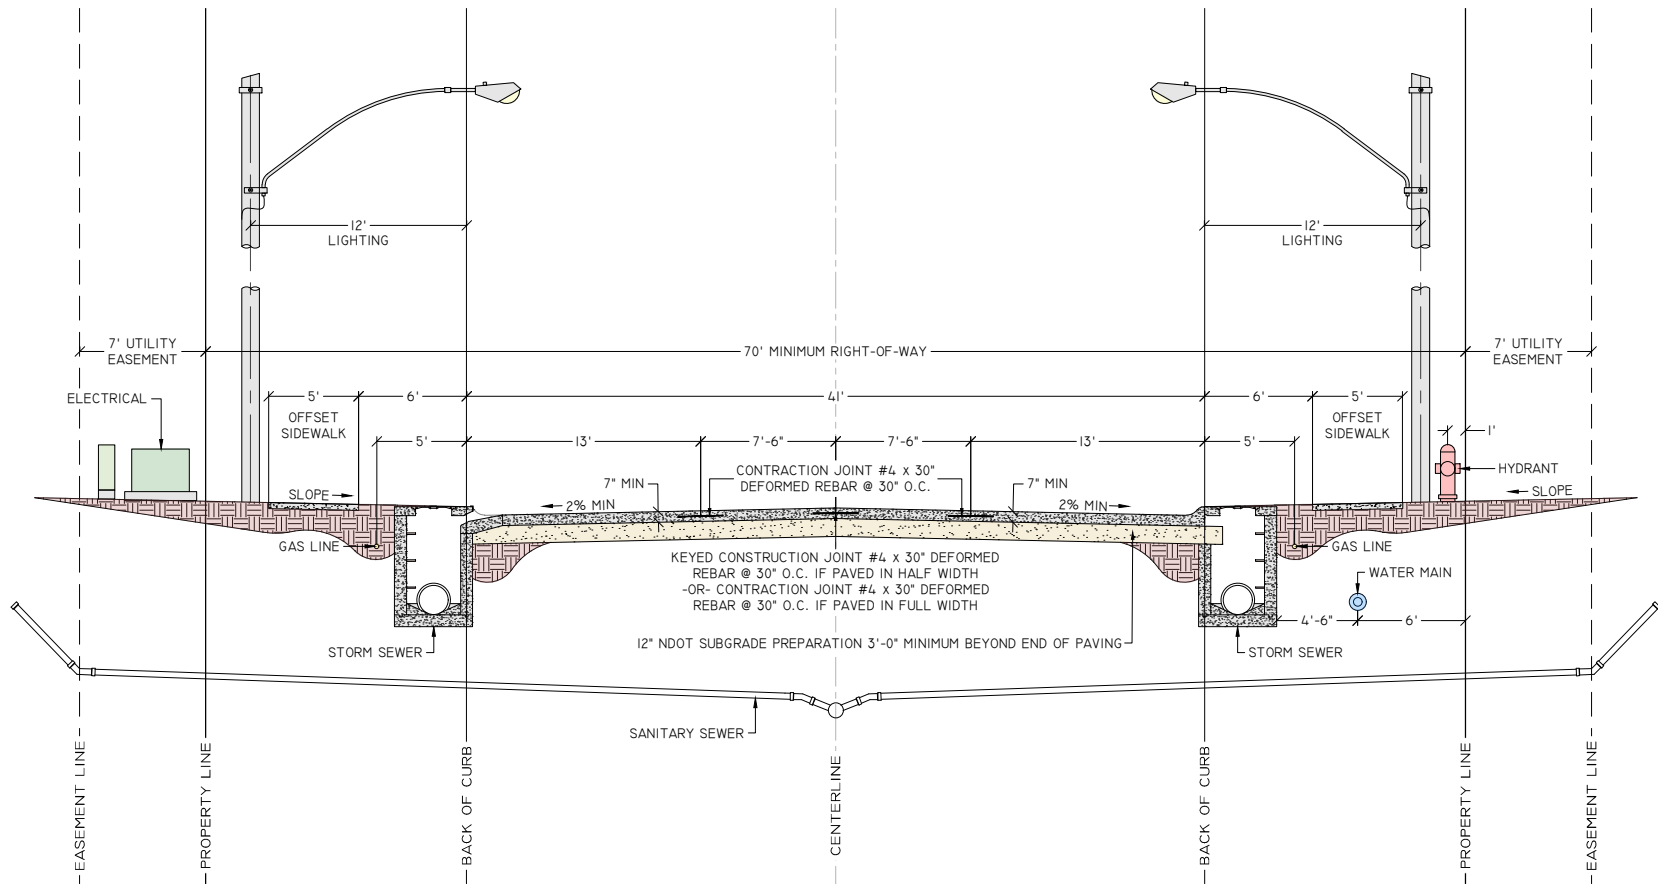 12'
LIGHTING
12'
LIGHTING
7' UTILITY
EASEMENT
70' MINIMUM RIGHT-OF-WAY
7' UTILITY
EASEMENT
ELECTRICAL
5'
6'
41'
6'
5'
OFFSET
SIDEWALK
OFFSET
SIDEWALK
5'
13'
7'-6"
7'-6"
13'
5'
1'
CONTRACTION JOINT #4 x 30"
DEFORMED REBAR @ 30" O.C.
HYDRANT
7" MIN
7" MIN
SLOPE
2% MIN
2% MIN
SLOPE
GAS LINE
GAS LINE
KEYED CONSTRUCTION JOINT #4 x 30" DEFORMED
REBAR @ 30" O.C. IF PAVED IN HALF WIDTH
-OR- CONTRACTION JOINT #4 x 30" DEFORMED
REBAR @ 30" O.C. IF PAVED IN FULL WIDTH
WATER MAIN
4'-6"
6'
12" NDOT SUBGRADE PREPARATION 3'-0" MINIMUM BEYOND END OF PAVING
STORM SEWER
STORM SEWER
SANITARY SEWER
EASEMENT LINE
PROPERTY LINE
BACK OF CURB
CENTERLINE
BACK OF CURB
PROPERTY LINE
EASEMENT LINE